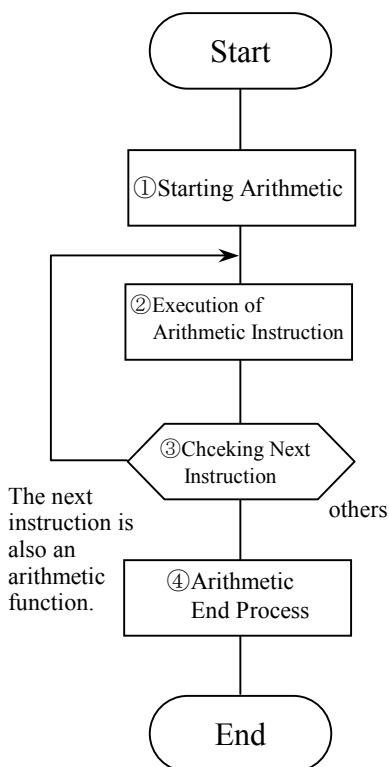 Start
①Starting Arithmetic
②Execution of
Arithmetic Instruction
③Chceking Next
Instruction
The next
instruction is
also an
arithmetic
function.
others
④Arithmetic
End Process
End